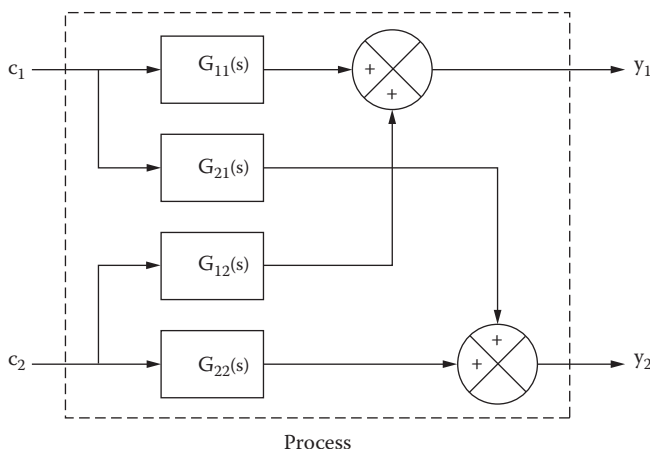 c₁
G₁₁(s)
+
+
y₁
G₂₁(s)
G₁₂(s)
c₂
G₂₂(s)
+
+
y₂
Process